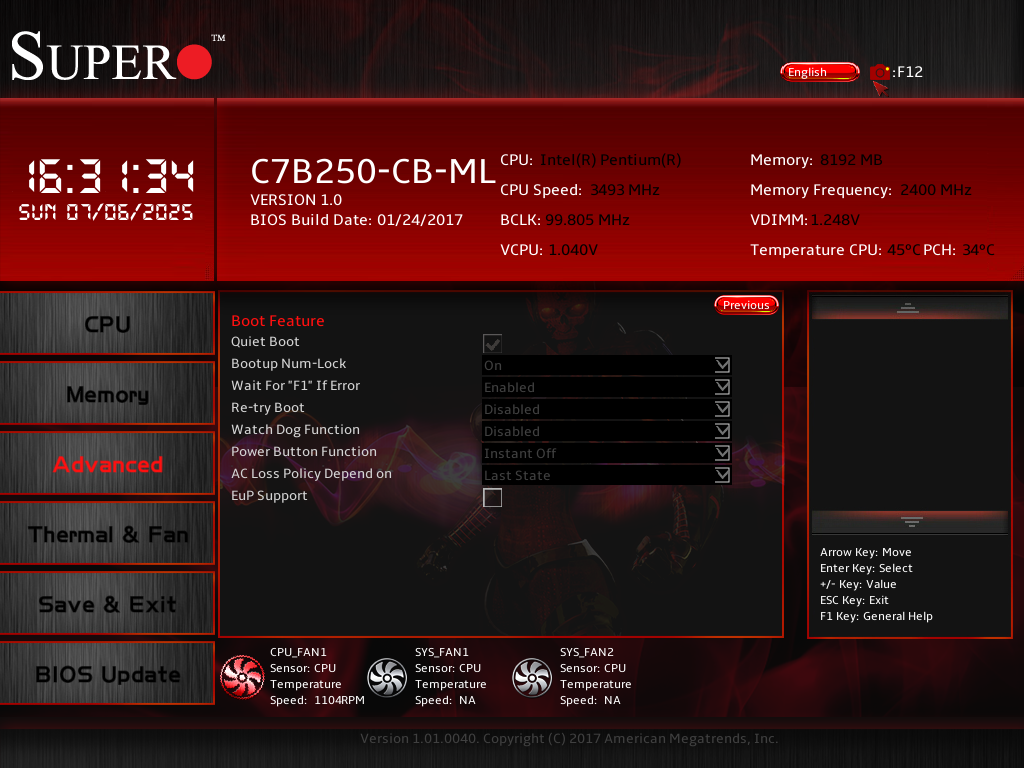 SUPER™
English
:F12
16:31:34
SUN 07/06/2025
C7B250-CB-ML
VERSION 1.0
BIOS Build Date: 01/24/2017
CPU: Intel(R) Pentium(R)
CPU Speed: 3493 MHz
BCLK: 99.805 MHz
VCPU: 1.040V
Memory: 8192 MB
Memory Frequency: 2400 MHz
VDIMM: 1.248V
Temperature CPU: 45ºC PCH: 34ºC
CPU
Memory
Advanced
Thermal & Fan
Save & Exit
BIOS Update
Previous
Boot Feature
Quiet Boot
Bootup Num-Lock On
Wait For "F1" If Error Enabled
Re-try Boot Disabled
Watch Dog Function Disabled
Power Button Function Instant Off
AC Loss Policy Depend on Last State
EuP Support
Arrow Key: Move
Enter Key: Select
+/- Key: Value
ESC Key: Exit
F1 Key: General Help
CPU_FAN1
Sensor: CPU
Temperature
Speed: 1104RPM
SYS_FAN1
Sensor: CPU
Temperature
Speed: NA
SYS_FAN2
Sensor: CPU
Temperature
Speed: NA
Version 1.01.0040. Copyright (C) 2017 American Megatrends, Inc.